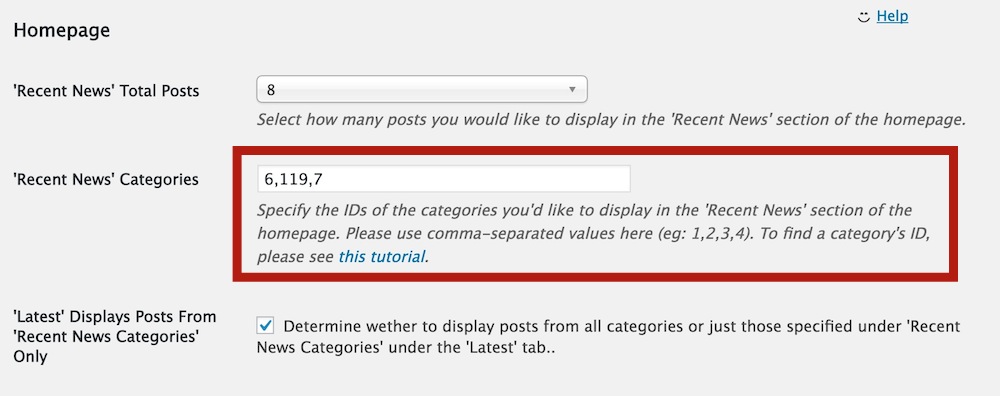 Help
Homepage
'Recent News' Total Posts
8
Select how many posts you would like to display in the 'Recent News' section of the homepage.
'Recent News' Categories
6,119,7
Specify the IDs of the categories you'd like to display in the 'Recent News' section of the
homepage. Please use comma-separated values here (eg: 1,2,3,4). To find a category's ID,
please see this tutorial.
'Latest' Displays Posts From
'Recent News Categories'
Only
Determine wether to display posts from all categories or just those specified under 'Recent
News Categories' under the 'Latest' tab..